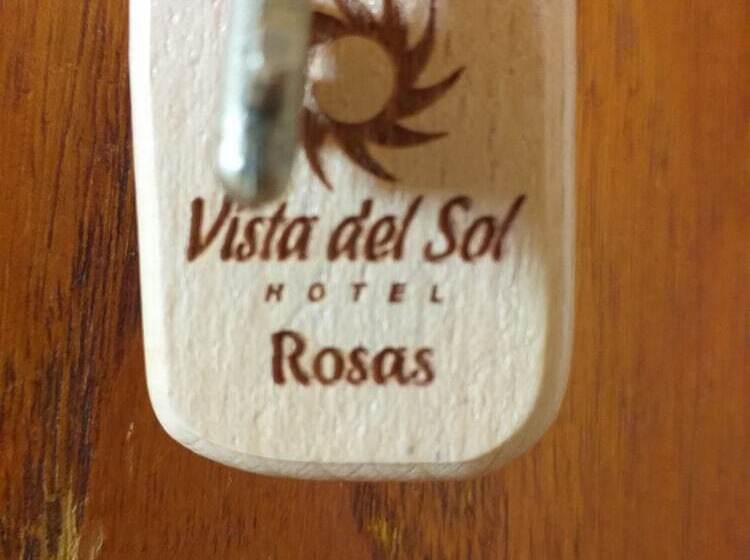 Vista del Sol
HOTEL
Rosas